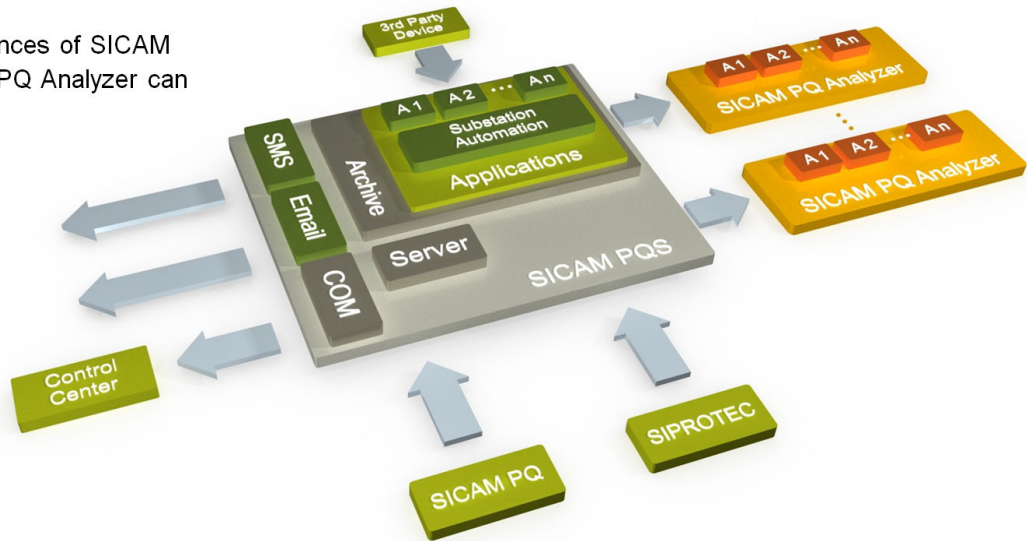 nces of SICAM
PQ Analyzer can
3rd Party
Device
A1 A2 ••• An
Substation
Automation
Applications
Archive
SMS
Email
COM
Server
SICAM PQS
A1 A2 ••• An
SICAM PQ Analyzer
A1 A2 ••• An
SICAM PQ Analyzer
Control
Center
SICAM PQ
SIPROTEC